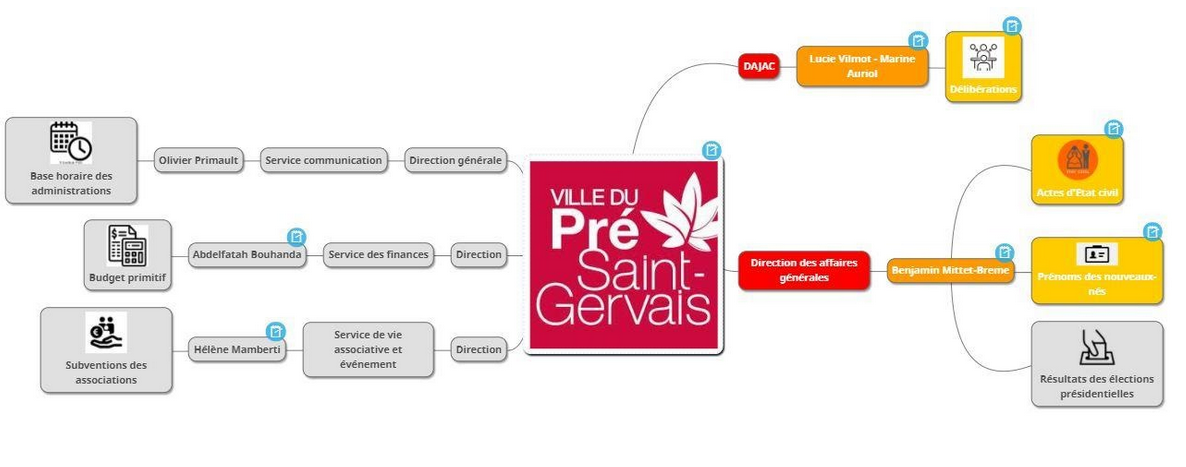 DAJAC
Lucie Vilmot - Marine
Auriol
Délibérations
Base horaire des
administrations
Olivier Primault
Service communication
Direction générale
Budget primitif
Abdelfatah Bouhanda
Service des finances
Direction
Subventions des
associations
Hélène Mamberti
Service de vie
associative et
événement
Direction
VILLE DU
Pré
Saint-
Gervais
Direction des affaires
générales
Benjamin Mittet-Breme
Actes d'Etat civil
Prénoms des nouveaux-
nés
Résultats des élections
présidentielles